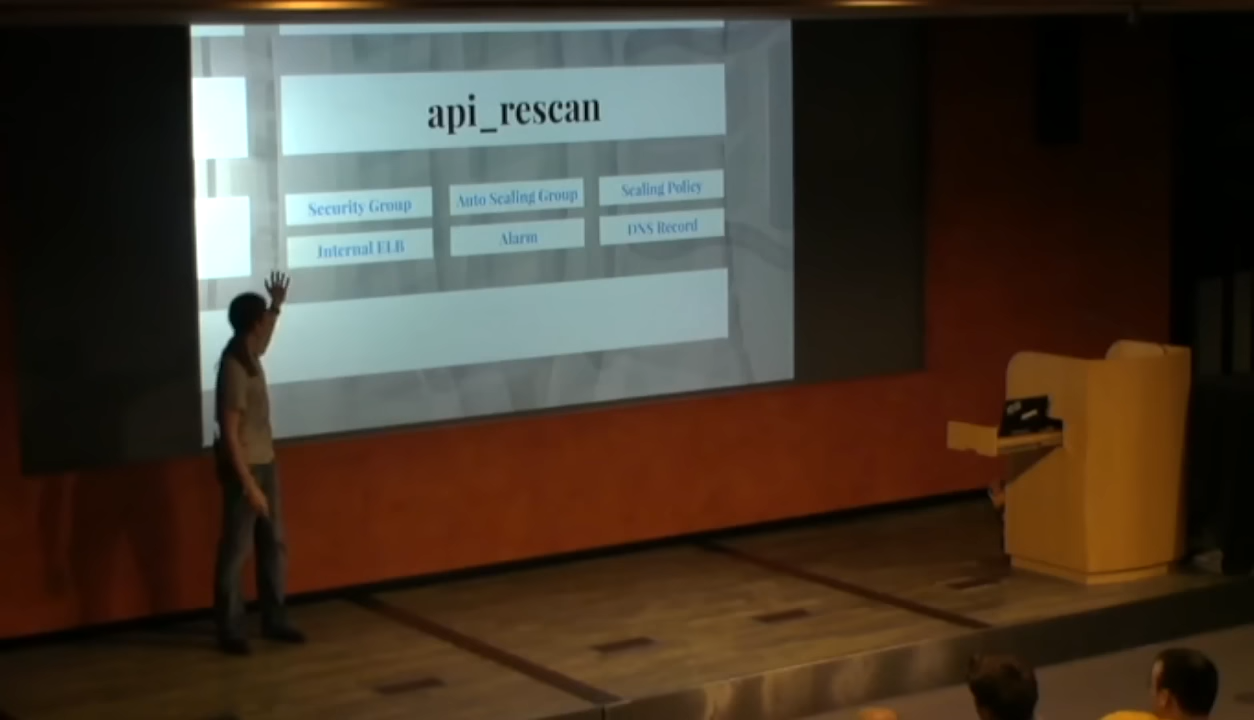 api_rescan
Security Group Auto Scaling Group Scaling Policy
Internal ELB Alarm DNS Record